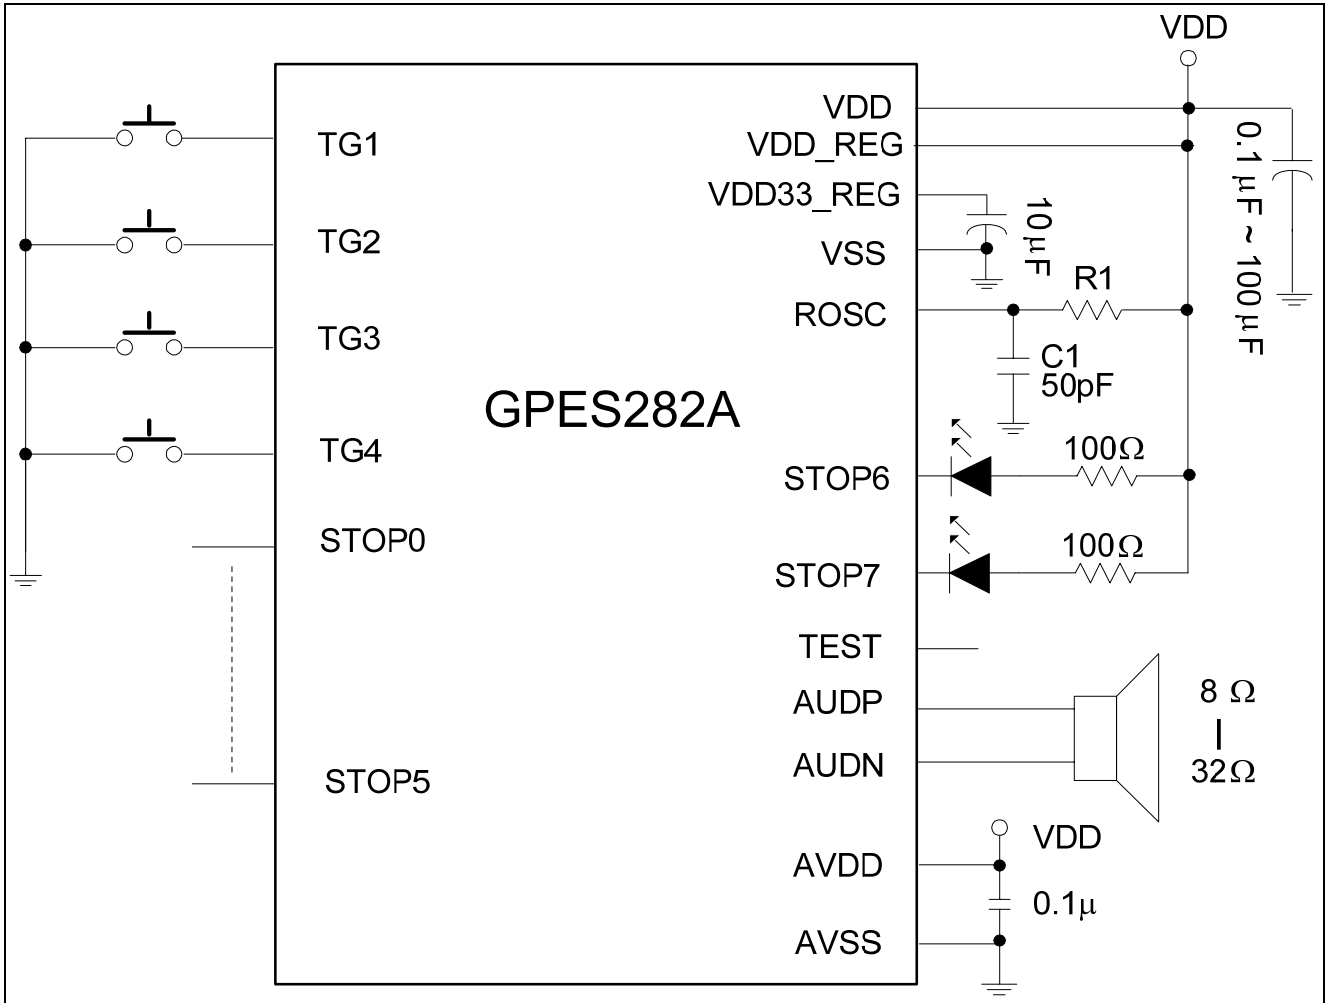 VDD
TG1
TG2
TG3
TG4
STOP0
STOP5
GPES282A
VDD
VDD_REG
VDD33_REG
VSS
ROSC
STOP6
STOP7
TEST
AUDP
AUDN
AVDD
AVSS
10μF
0.1μF ~ 100μF
R1
C1
50pF
100Ω
100Ω
8 Ω
32Ω
VDD
0.1μ